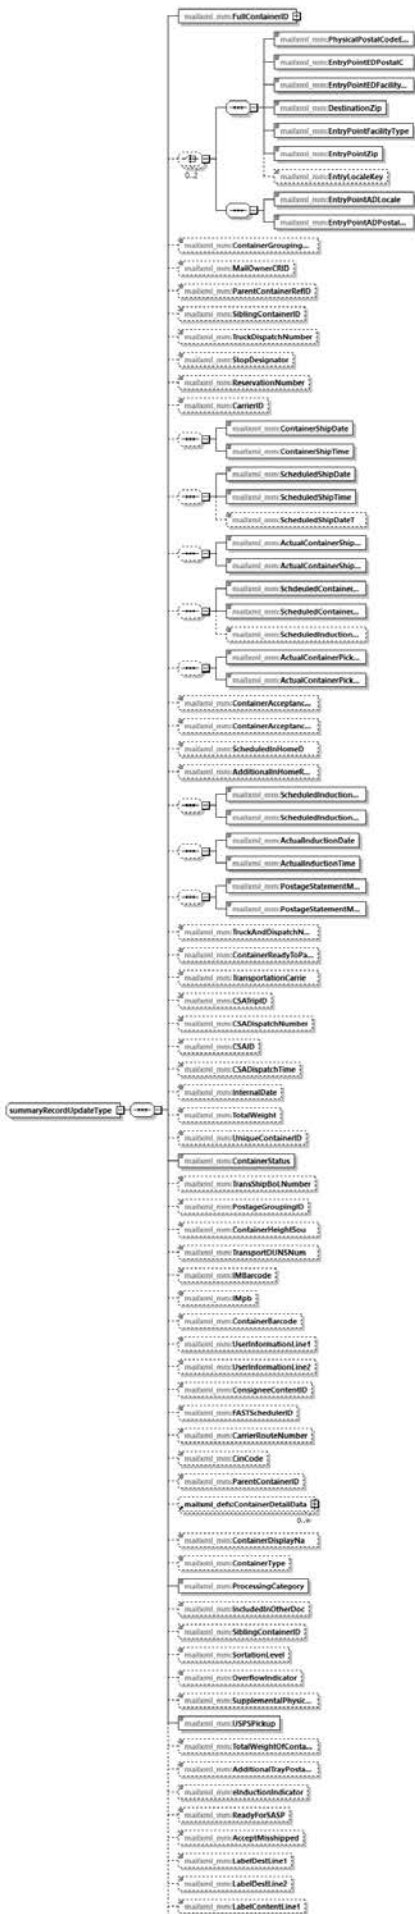 mailxml_mm:FullContainerID
mailxml_mm:PhysicalPostalCodeE...
mailxml_mm:EntryPointEDPostalC
mailxml_mm:EntryPointEDFacility...
mailxml_mm:DestinationZip
mailxml_mm:EntryPointFacilityType
mailxml_mm:EntryPointZip
0..2
mailxml_mm:EntryLocaleKey
mailxml_mm:EntryPointADLocale
mailxml_mm:EntryPointADPostal...
mailxml_mm:ContainerGrouping...
mailxml_mm:MailOwnerCRID
mailxml_mm:ParentContainerRefID
mailxml_mm:SiblingContainerID
mailxml_mm:TruckDispatchNumber
mailxml_mm:StopDesignator
mailxml_mm:ReservationNumber
mailxml_mm:CarrierID
mailxml_mm:ContainerShipDate
mailxml_mm:ContainerShipTime
mailxml_mm:ScheduledShipDate
mailxml_mm:ScheduledShipTime
mailxml_mm:ScheduledShipDateT
mailxml_mm:ActualContainerShip...
mailxml_mm:ActualContainerShip...
mailxml_mm:SchdeuledContainer...
mailxml_mm:ScheduledContainer...
mailxml_mm:ScheduledInduction...
mailxml_mm:ActualContainerPick...
mailxml_mm:ActualContainerPick...
mailxml_mm:ContainerAcceptanc...
mailxml_mm:ContainerAcceptanc...
mailxml_mm:ScheduledInHomeD
mailxml_mm:AdditionalInHomeR...
mailxml_mm:ScheduledInduction...
mailxml_mm:ScheduledInduction...
mailxml_mm:ActualInductionDate
mailxml_mm:ActualInductionTime
mailxml_mm:PostageStatementM...
mailxml_mm:PostageStatementM...
mailxml_mm:TruckAndDispatchN...
mailxml_mm:ContainerReadyToPa...
mailxml_mm:TransportationCarrie
mailxml_mm:CSATripID
mailxml_mm:CSADispatchNumber
mailxml_mm:CSAID
mailxml_mm:CSADispatchTime
mailxml_mm:InternalDate
summaryRecordUpdateType
mailxml_mm:TotalWeight
mailxml_mm:UniqueContainerID
mailxml_mm:ContainerStatus
mailxml_mm:TransShipBoLNumber
mailxml_mm:PostageGroupingID
mailxml_mm:ContainerHeightSou
mailxml_mm:TransportDUNSNum
mailxml_mm:IMBarcode
mailxml_mm:IMpb
mailxml_mm:ContainerBarcode
mailxml_mm:UserInformationLine1
mailxml_mm:UserInformationLine2
mailxml_mm:ConsigneeContentID
mailxml_mm:FASTSchedulerID
mailxml_mm:CarrierRouteNumber
mailxml_mm:CinCode
mailxml_mm:ParentContainerID
mailxml_defs:ContainerDetailData
0..∞
mailxml_mm:ContainerDisplayNa
mailxml_mm:ContainerType
mailxml_mm:ProcessingCategory
mailxml_mm:IncludedInOtherDoc
mailxml_mm:SiblingContainerID
mailxml_mm:SortationLevel
mailxml_mm:OverflowIndicator
mailxml_mm:SupplementalPhysic...
mailxml_mm:USPSPickup
mailxml_mm:TotalWeightOfConta...
mailxml_mm:AdditionalTrayPosta...
mailxml_mm:eInductionIndicator
mailxml_mm:ReadyForSASP
mailxml_mm:AcceptMisshipped
mailxml_mm:LabelDestLine1
mailxml_mm:LabelDestLine2
mailxml_mm:LabelContentLine1